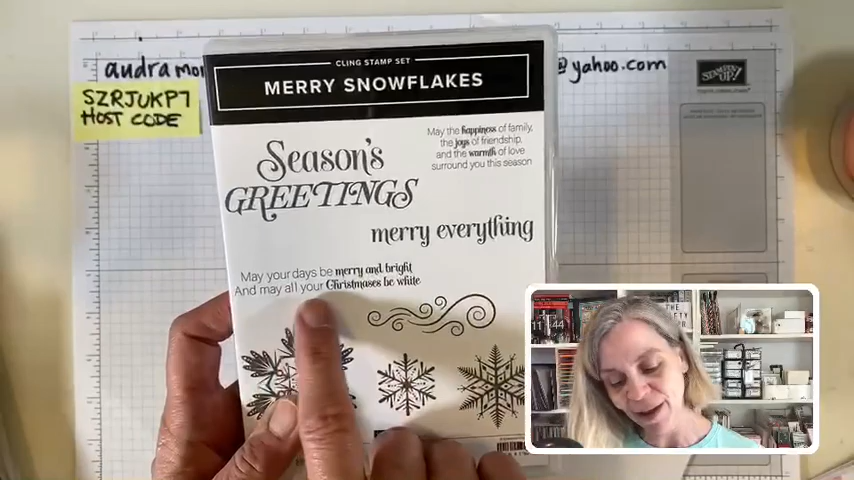 CLING STAMP SET
MERRY SNOWFLAKES
audra
@yahoo.com
STAMPIN' UP!
SZRJUKP7
HOST CODE
Season's
GREETINGS
May the happiness of family,
the joys of friendship,
and the warmth of love
surround you this season
merry everything
May your days be merry and bright
And may all your Christmases be white
THE